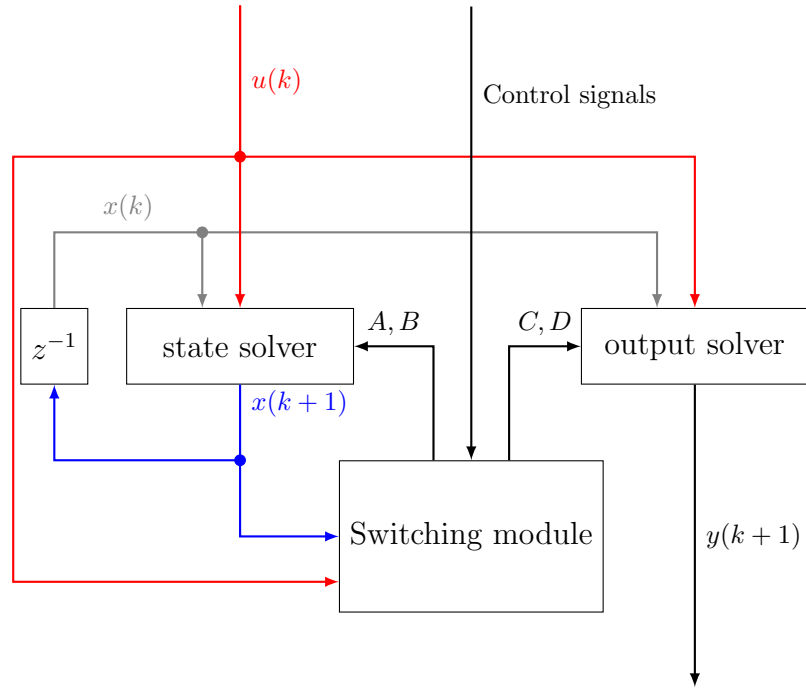 u(k)
Control signals
x(k)
A, B
C, D
z⁻¹
state solver
output solver
x(k + 1)
Switching module
y(k + 1)